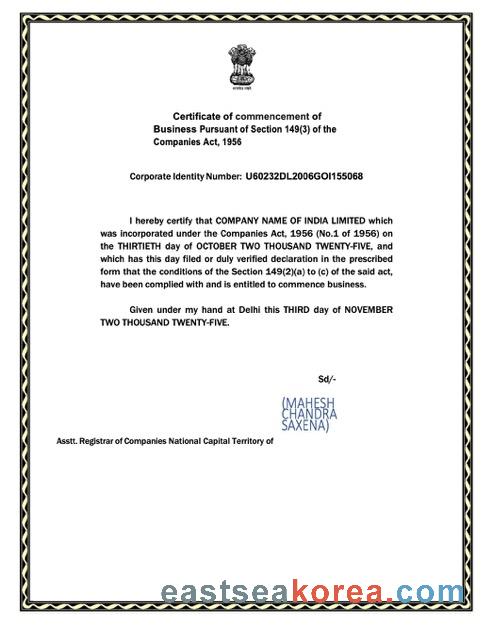 Certificate of commencement of
Business Pursuant of Section 149(3) of the
Companies Act, 1956
Corporate Identity Number: U60232DL2006GOI155068
I hereby certify that COMPANY NAME OF INDIA LIMITED which
was incorporated under the Companies Act, 1956 (No.1 of 1956) on
the THIRTIETH day of OCTOBER TWO THOUSAND TWENTY-FIVE, and
which has this day filed or duly verified declaration in the prescribed
form that the conditions of the Section 149(2)(a) to (c) of the said act,
have been complied with and is entitled to commence business.
Given under my hand at Delhi this THIRD day of NOVEMBER
TWO THOUSAND TWENTY-FIVE.
Sd/-
(MAHESH
CHANDRA
SAXENA)
Asstt. Registrar of Companies National Capital Territory of
eastseakorea.com